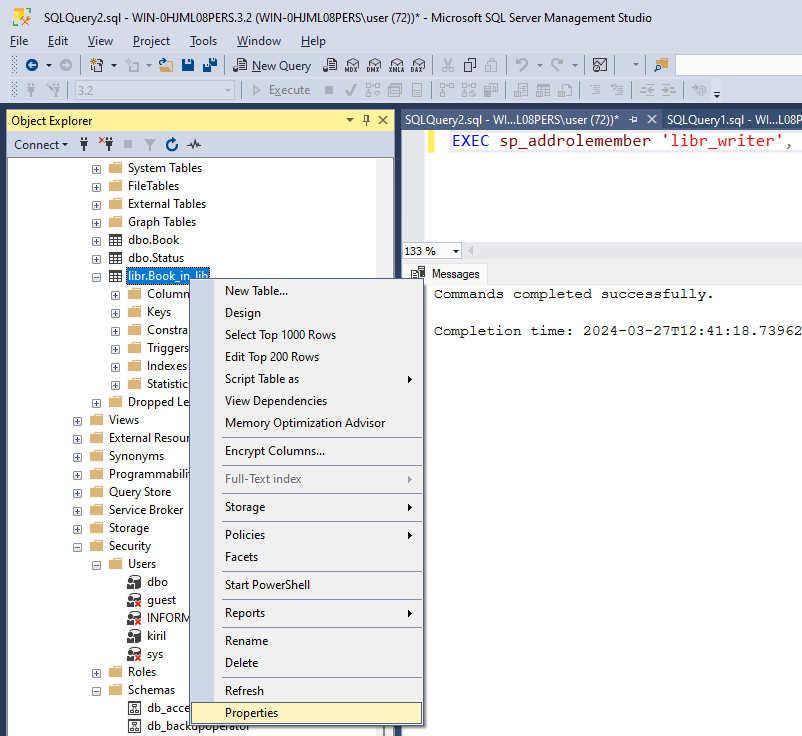 SQLQuery2.sql - WIN-0HJML08PERS.3.2 (WIN-0HJML08PERS\user (72))* - Microsoft SQL Server Management Studio
File Edit View Project Tools Window Help
New Query MDX DMX XMLA DAX
3.2 Execute
Object Explorer
SQLQuery2.sql - WI...L08PERS\user (72))* SQLQuery1.sql - WI...L08P
Connect
EXEC sp_addrolemember 'libr_writer',
System Tables
FileTables
External Tables
Graph Tables
dbo.Book
dbo.Status
libr.Book_in_lib
Column
Keys
Constra
Triggers
Indexes
Statistic
Dropped Le
Views
External Resour
Synonyms
Programmabilit
Query Store
Service Broker
Storage
Security
Users
dbo
guest
INFORM
kiril
sys
Roles
Schemas
db_acce
db_backupoperator
New Table...
Design
Select Top 1000 Rows
Edit Top 200 Rows
Script Table as
View Dependencies
Memory Optimization Advisor
Encrypt Columns...
Full-Text index
Storage
Policies
Facets
Start PowerShell
Reports
Rename
Delete
Refresh
Properties
133 %
Messages
Commands completed successfully.
Completion time: 2024-03-27T12:41:18.73962